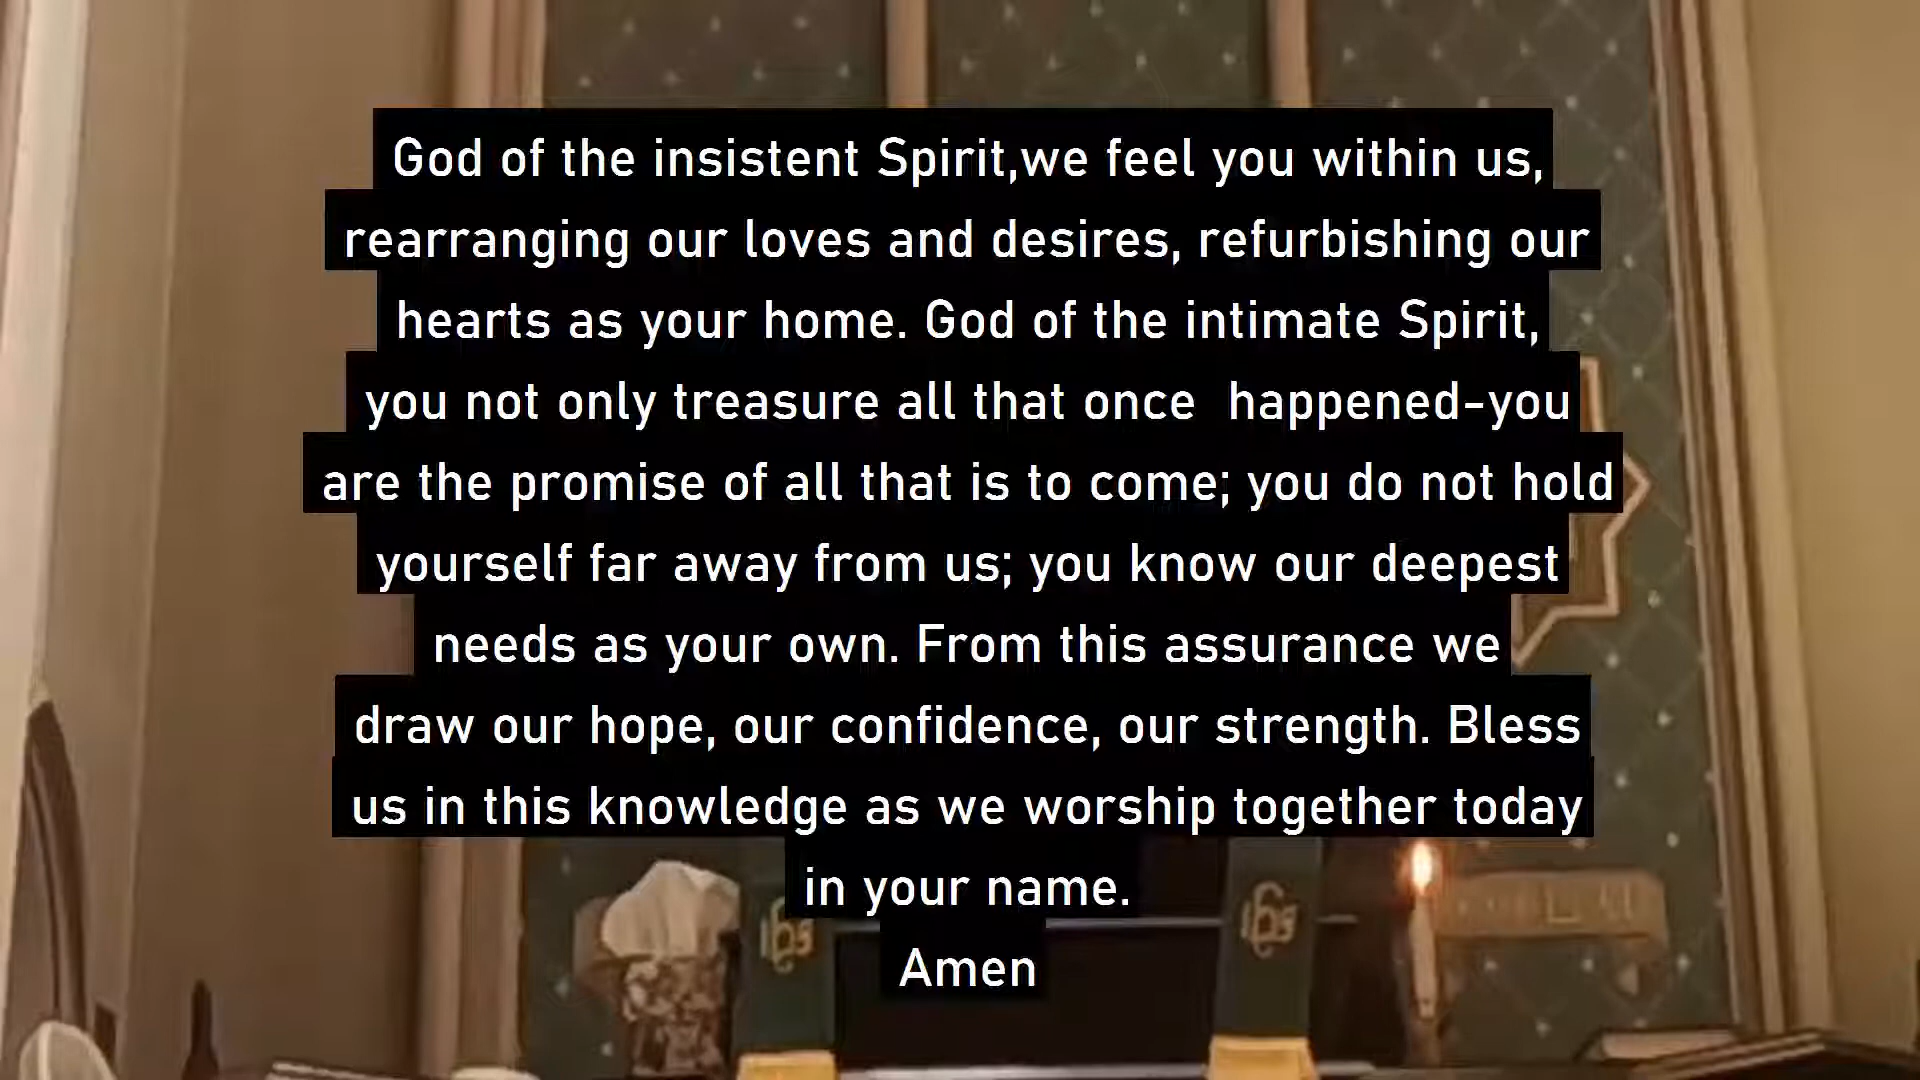 God of the insistent Spirit,we feel you within us,
rearranging our loves and desires, refurbishing our
hearts as your home. God of the intimate Spirit,
you not only treasure all that once  happened-you
are the promise of all that is to come; you do not hold
yourself far away from us; you know our deepest
needs as your own. From this assurance we
draw our hope, our confidence, our strength. Bless
us in this knowledge as we worship together today
in your name.
Amen
ihs
ihs